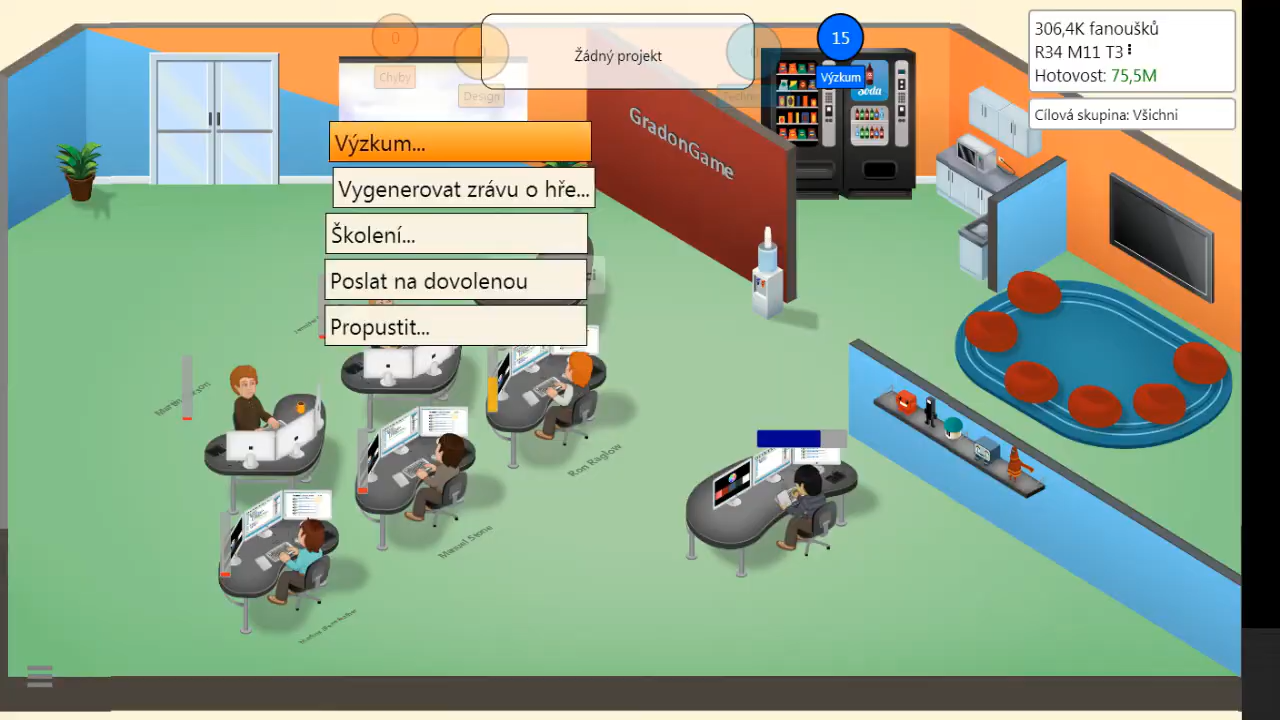 0
Chyby
Design
Žádný projekt
15
Výzkum
306,4K fanoušků
R34 M11 T3
Hotovost: 75,5M
Cílová skupina: Všichni
Soda
GradonGame
Výzkum...
Vygenerovat zrávu o hře...
Školení...
Poslat na dovolenou
Propustit...
Ron Raglow
Manuel Stone